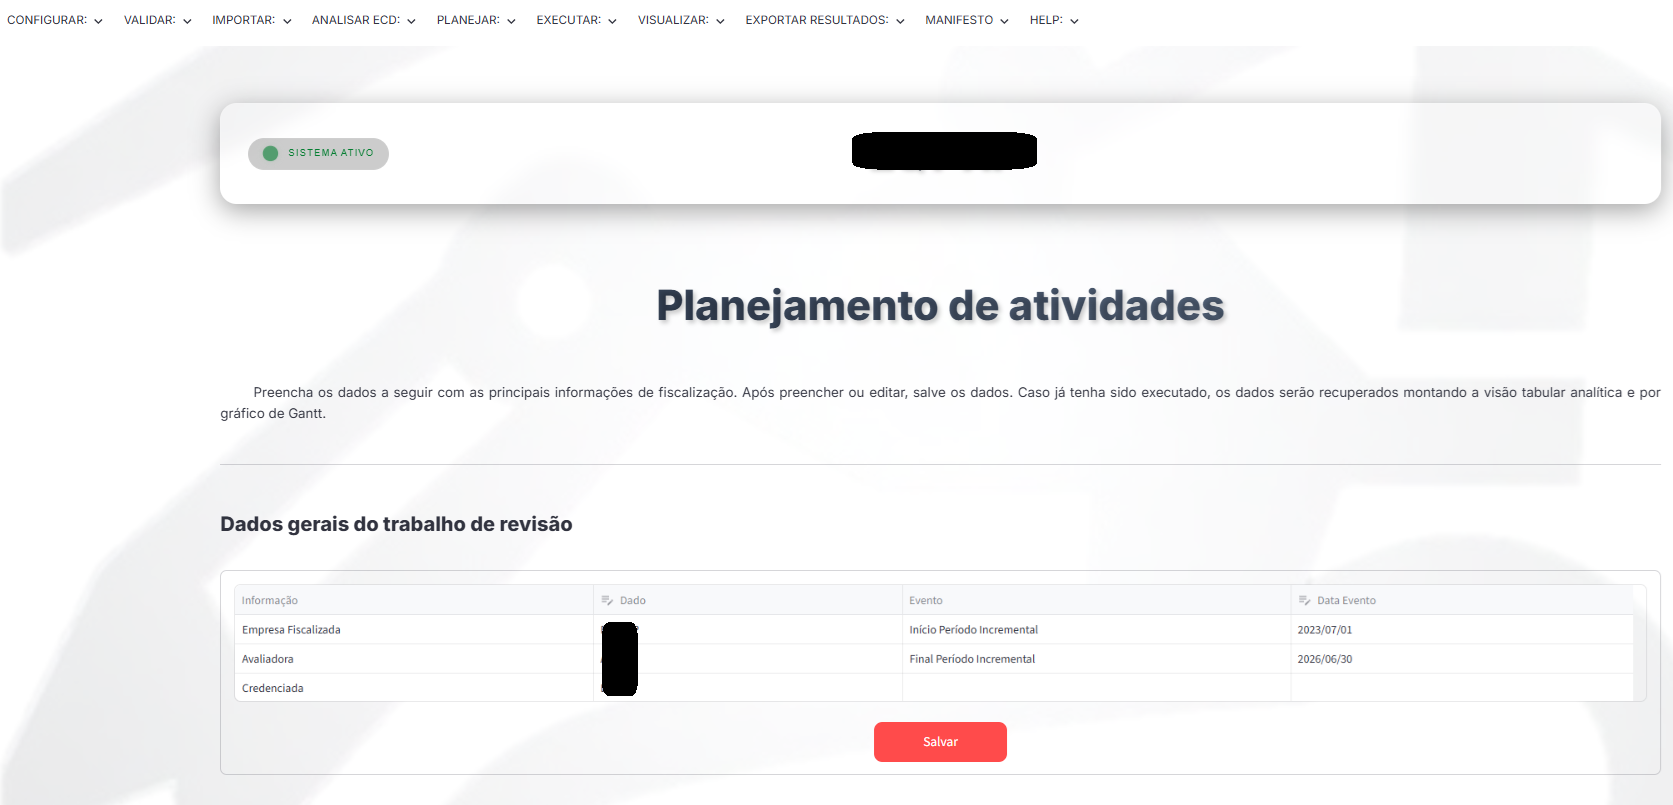 CONFIGURAR: VALIDAR: IMPORTAR: ANALISAR ECD: PLANEJAR: EXECUTAR: VISUALIZAR: EXPORTAR RESULTADOS: MANIFESTO HELP:
SISTEMA ATIVO
Planejamento de atividades
Preencha os dados a seguir com as principais informações de fiscalização. Após preencher ou editar, salve os dados. Caso já tenha sido executado, os dados serão recuperados montando a visão tabular analítica e por
gráfico de Gantt.
Dados gerais do trabalho de revisão
Informação Dado Evento Data Evento
Empresa Fiscalizada Início Período Incremental 2023/07/01
Avaliadora Final Período Incremental 2026/06/30
Credenciada
Salvar